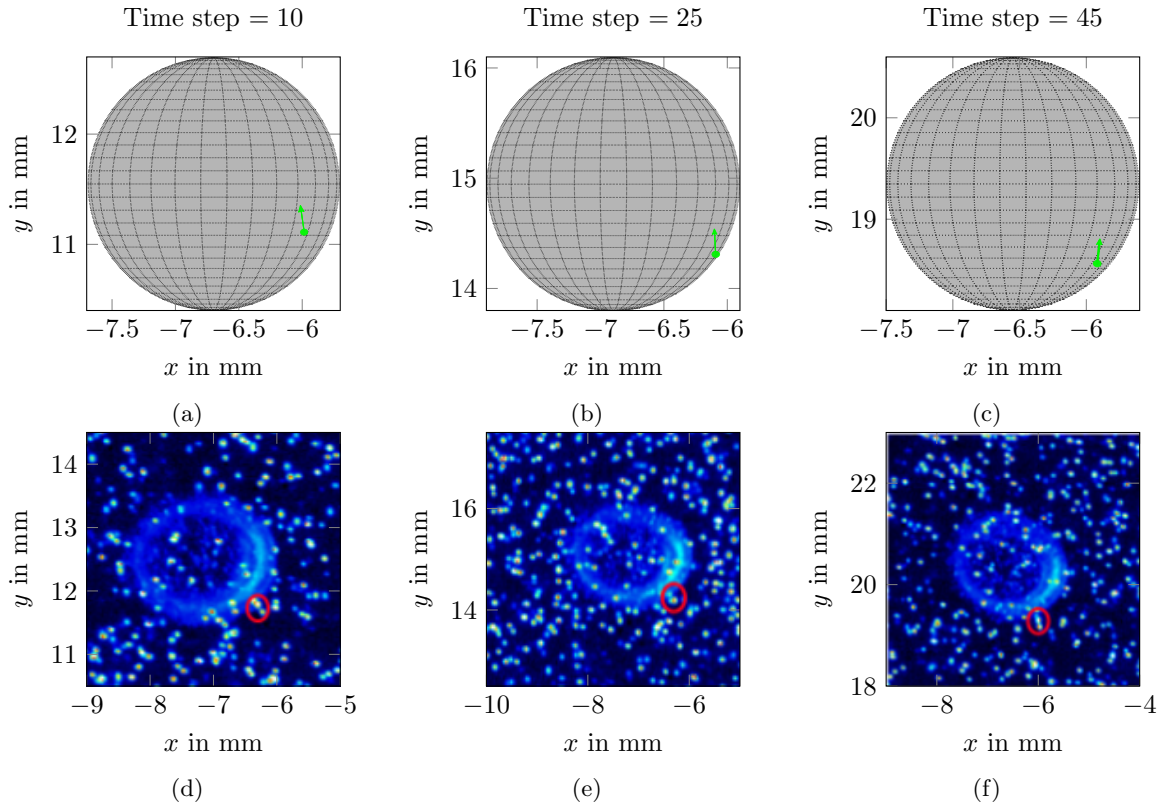 Time step = 10 Time step = 25 Time step = 45
12
11
y in mm
−7.5 −7 −6.5 −6
x in mm
(a)
16
15
14
y in mm
−7.5 −7 −6.5 −6
x in mm
(b)
20
19
y in mm
−7.5 −7 −6.5 −6
x in mm
(c)
14
13
12
11
y in mm
−9 −8 −7 −6 −5
x in mm
(d)
16
14
y in mm
−10 −8 −6
x in mm
(e)
22
20
18
y in mm
−8 −6 −4
x in mm
(f)